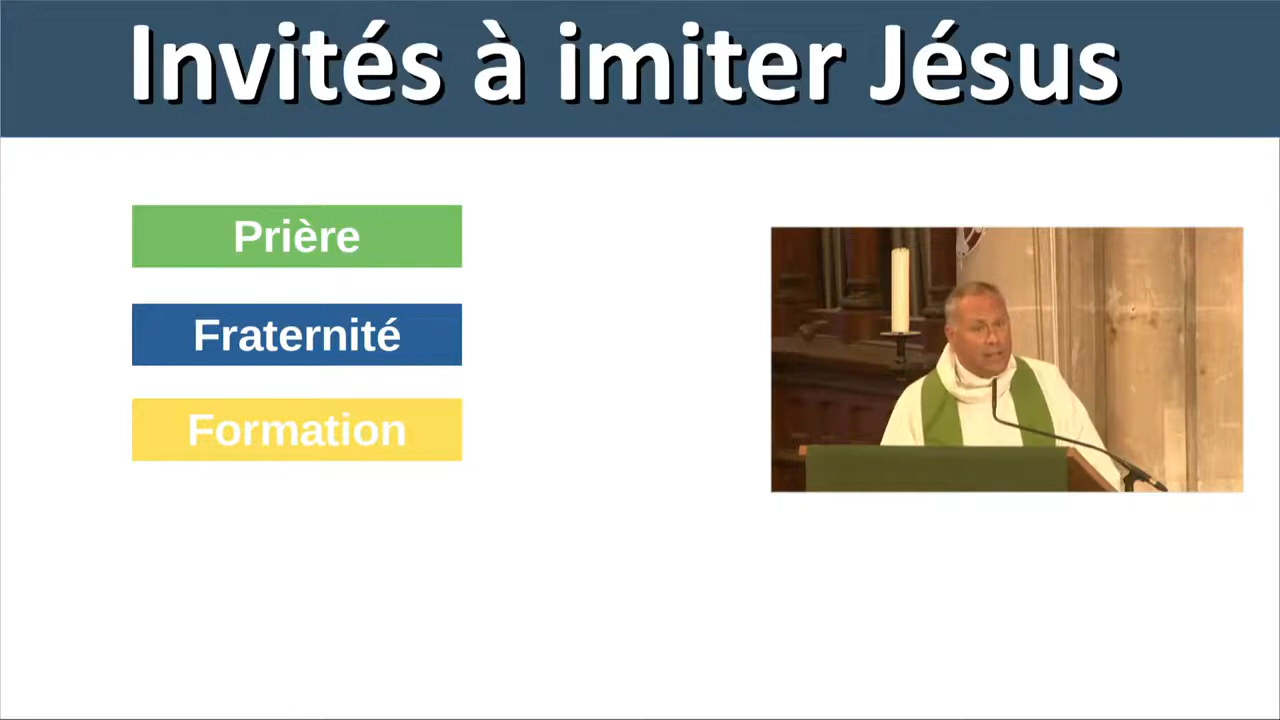 Invités à imiter Jésus
Prière
Fraternité
Formation